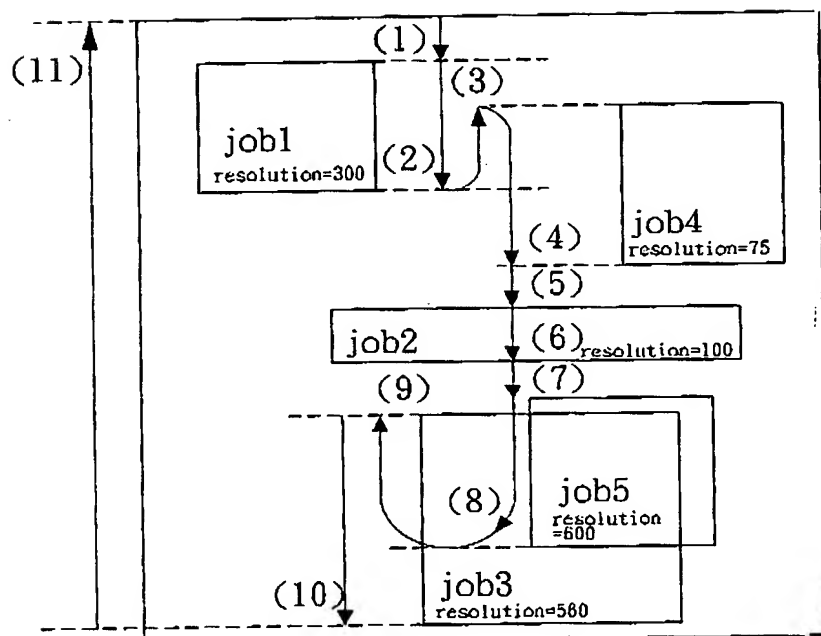 (1)
(11)
(3)
job1
resolution=300
(2)
(4)
job4
resolution=75
(5)
(6)
job2
resolution=100
(7)
(9)
(8)
job5
resolution
=600
(10)
job3
resolution=560